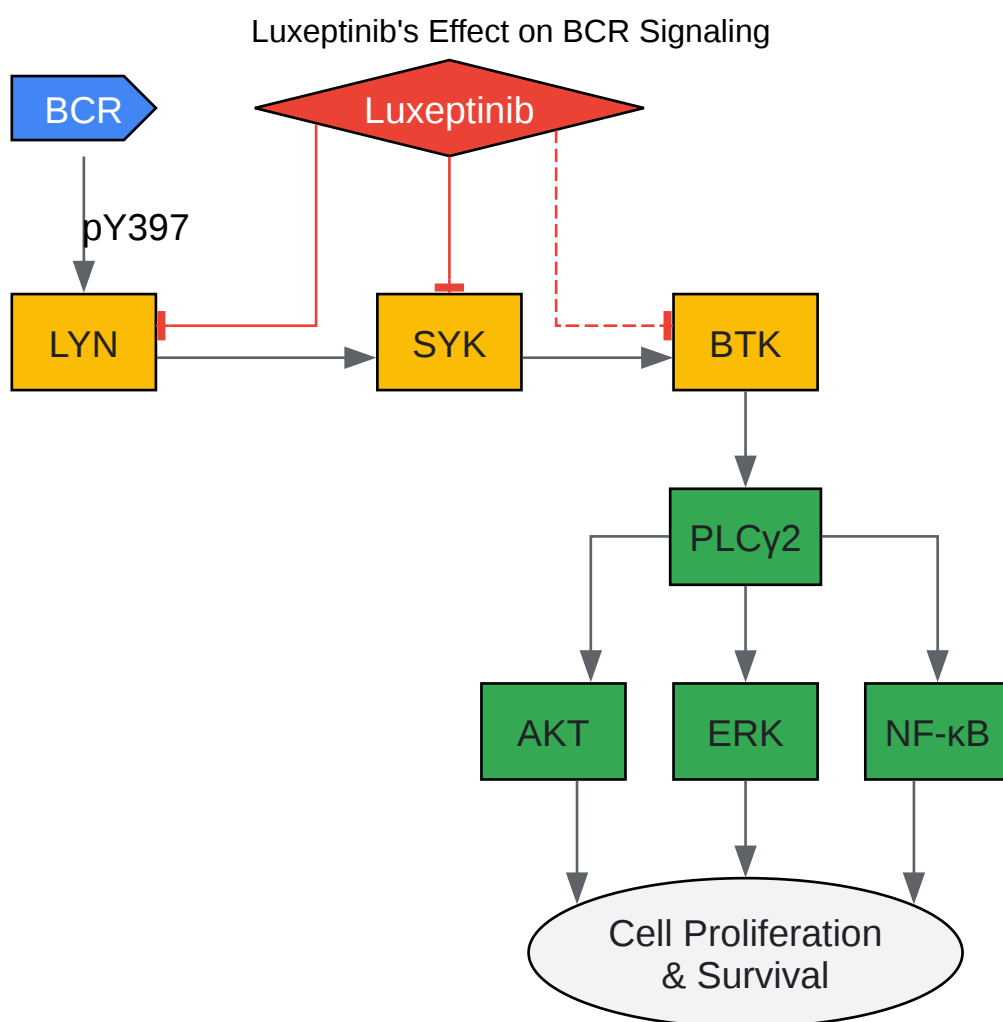 Luxeptinib's Effect on BCR Signaling
BCR
Luxeptinib
pY397
LYN
SYK
BTK
PLCγ2
AKT
ERK
NF-κB
Cell Proliferation
& Survival